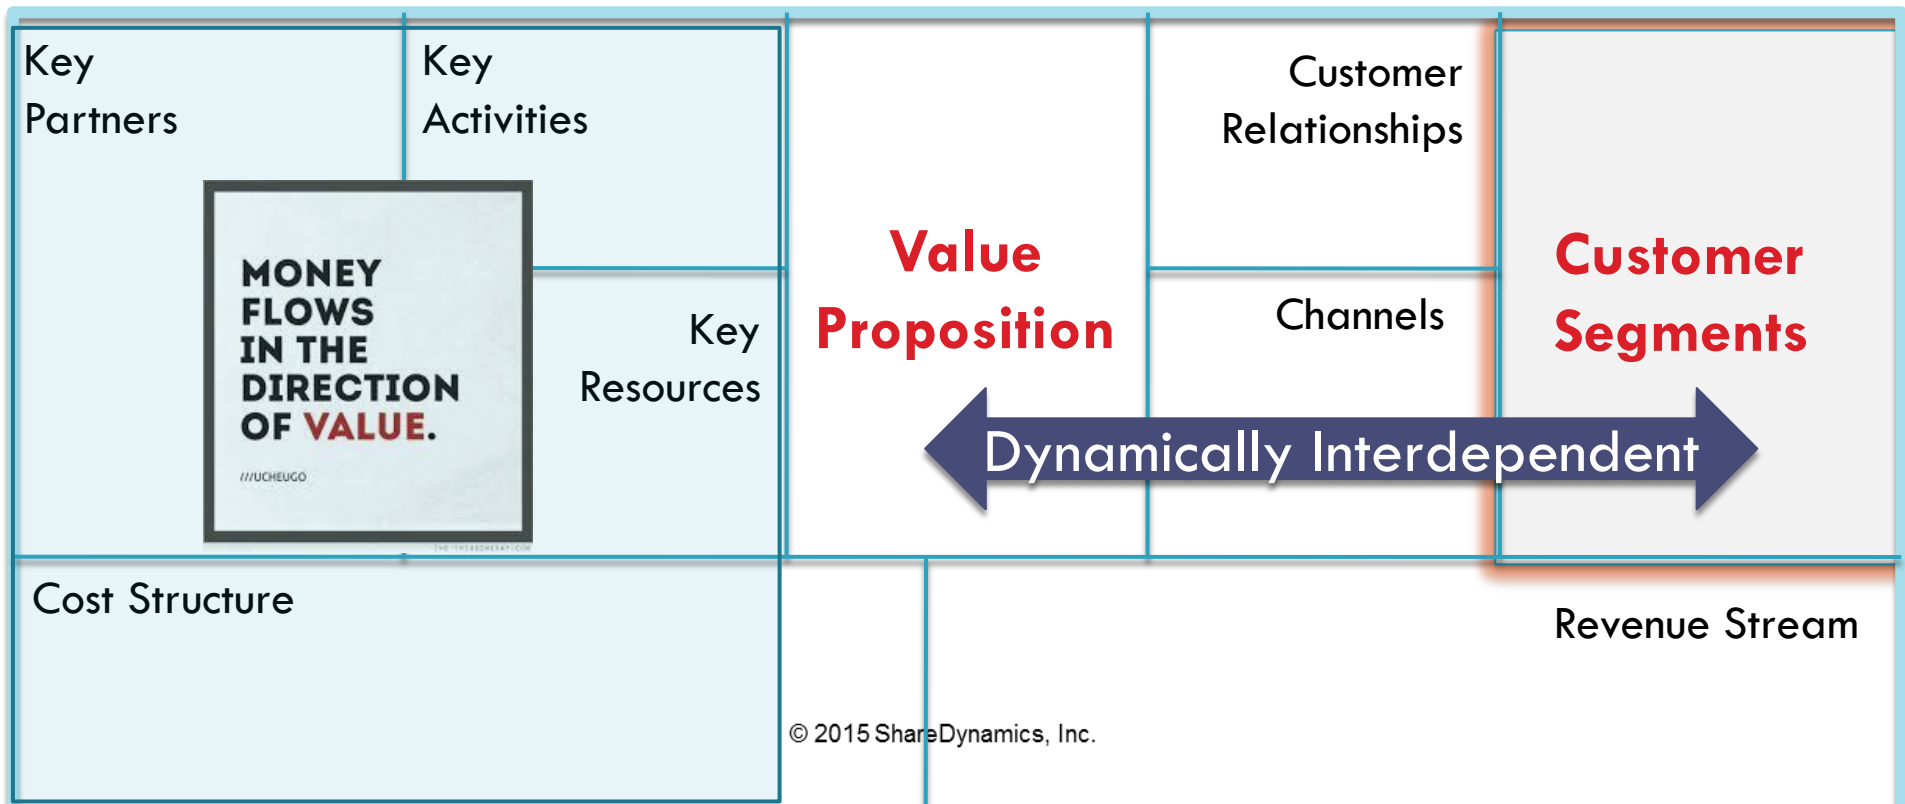 Key
Partners
Key
Activities
MONEY
FLOWS
IN THE
DIRECTION
OF VALUE.
///UCHEUGO
Key
Resources
Value
Proposition
Customer
Relationships
Channels
Customer
Segments
Dynamically Interdependent
Cost Structure
Revenue Stream
© 2015 ShareDynamics, Inc.